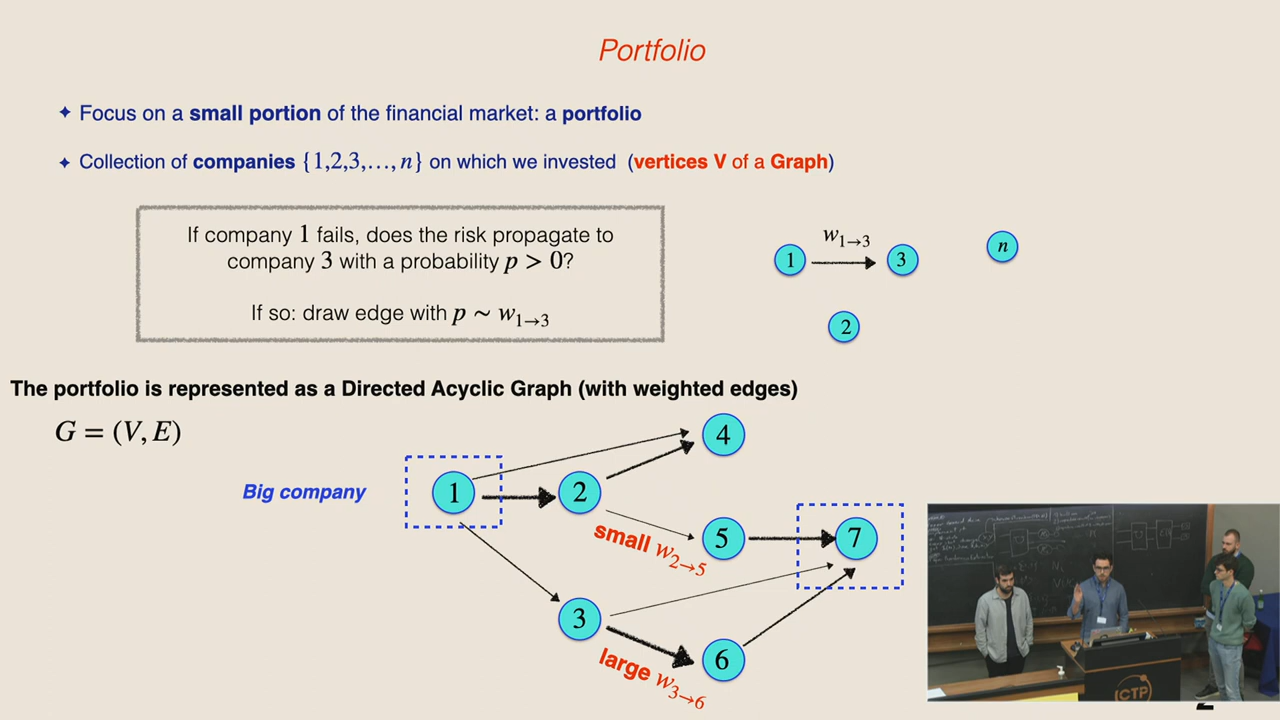 Portfolio
✦ Focus on a small portion of the financial market: a portfolio
✦ Collection of companies {1,2,3,…, n} on which we invested (vertices V of a Graph)
If company 1 fails, does the risk propagate to
company 3 with a probability p > 0?
If so: draw edge with p ∼ w₁→₃
w₁→₃
1
3
n
2
The portfolio is represented as a Directed Acyclic Graph (with weighted edges)
G = (V, E)
Big company
1
2
3
4
5
6
7
small w₂→₅
large w₃→₆
ICTP